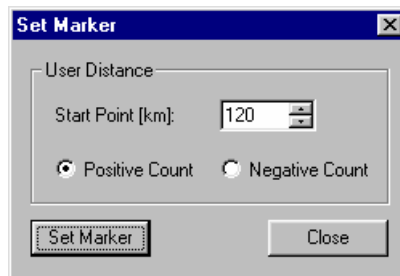 Set Marker
User Distance
Start Point [km]: 120
Positive Count Negative Count
Set Marker Close